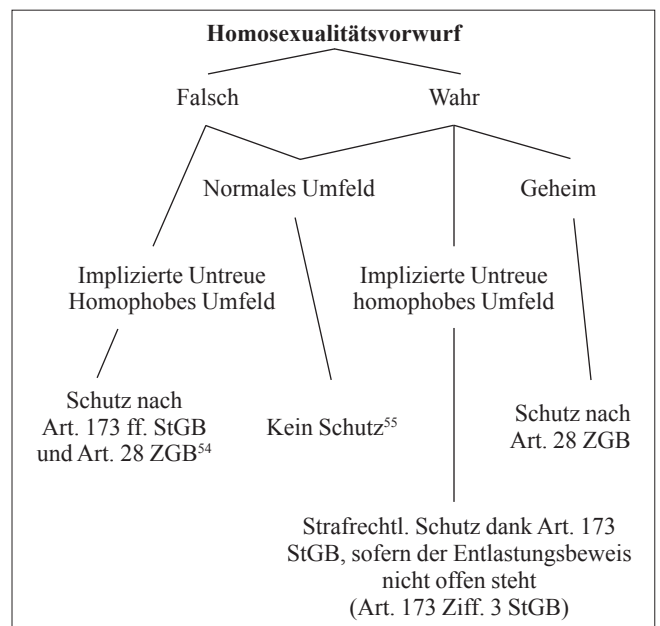 Homosexualitätsvorwurf
Falsch
Wahr
Normales Umfeld
Geheim
Implizierte Untreue
Homophobes Umfeld
Implizierte Untreue
homophobes Umfeld
Schutz nach
Art. 173 ff. StGB
und Art. 28 ZGB54
Kein Schutz55
Schutz nach
Art. 28 ZGB
Strafrechtl. Schutz dank Art. 173
StGB, sofern der Entlastungsbeweis
nicht offen steht
(Art. 173 Ziff. 3 StGB)